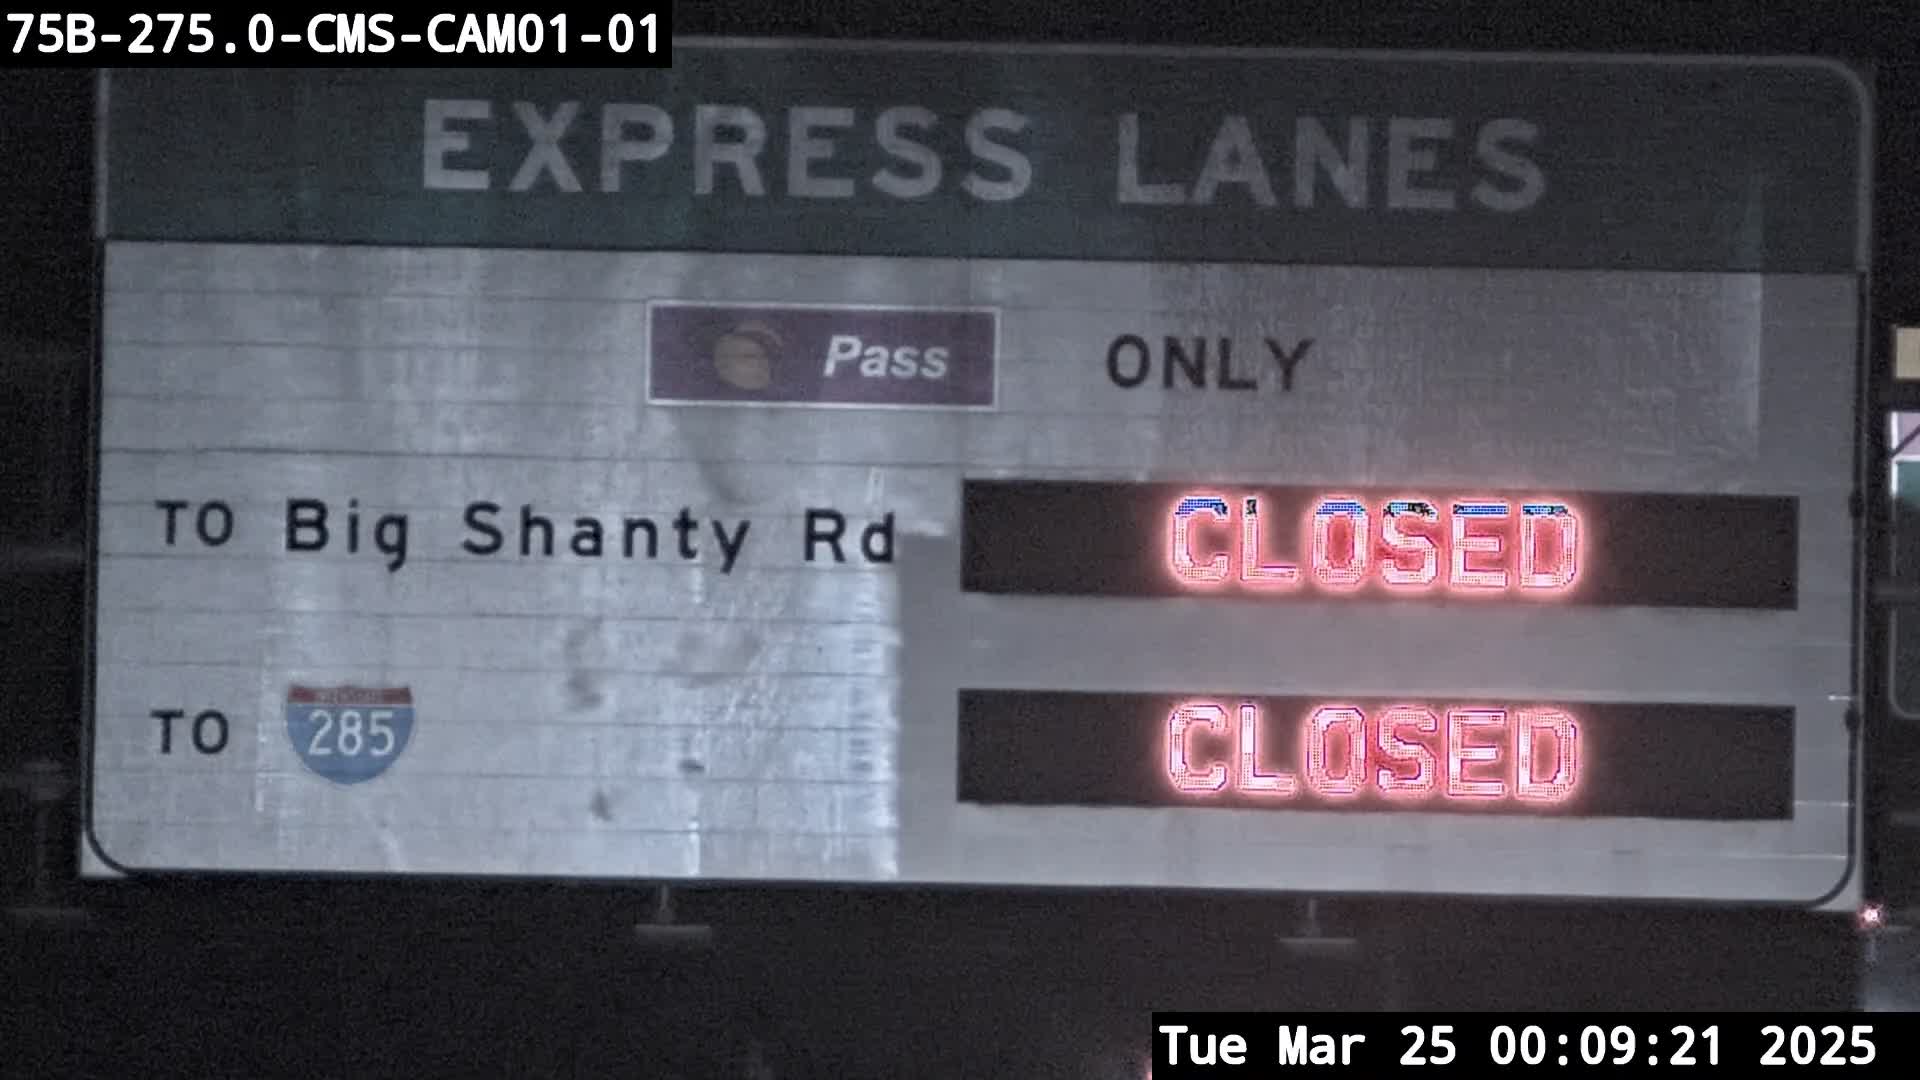 75B-275.0-CMS-CAM01-01
EXPRESS LANES
Pass ONLY
TO Big Shanty Rd CLOSED
TO 285 CLOSED
Tue Mar 25 00:09:21 2025